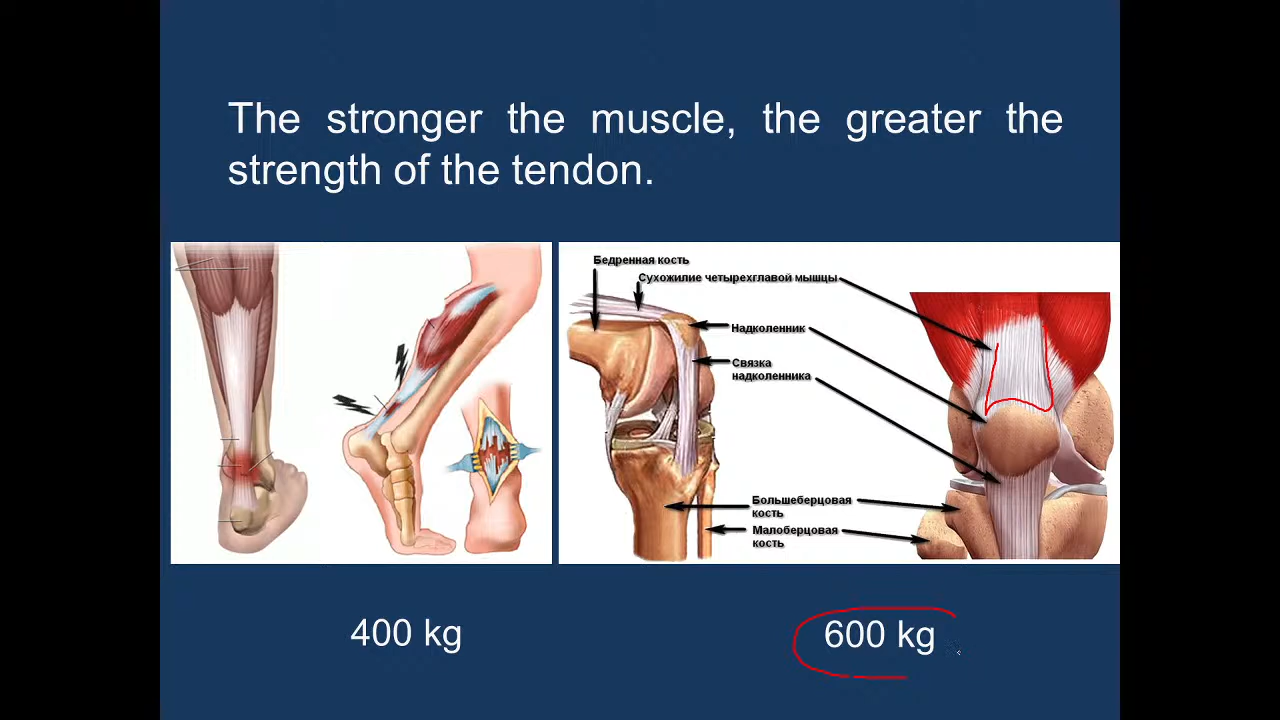 The stronger the muscle, the greater the
strength of the tendon.
Бедренная кость
Сухожилие четырехглавой мышцы
Надколенник
Связка
надколенника
Большеберцовая
кость
Малоберцовая
кость
400 kg
600 kg